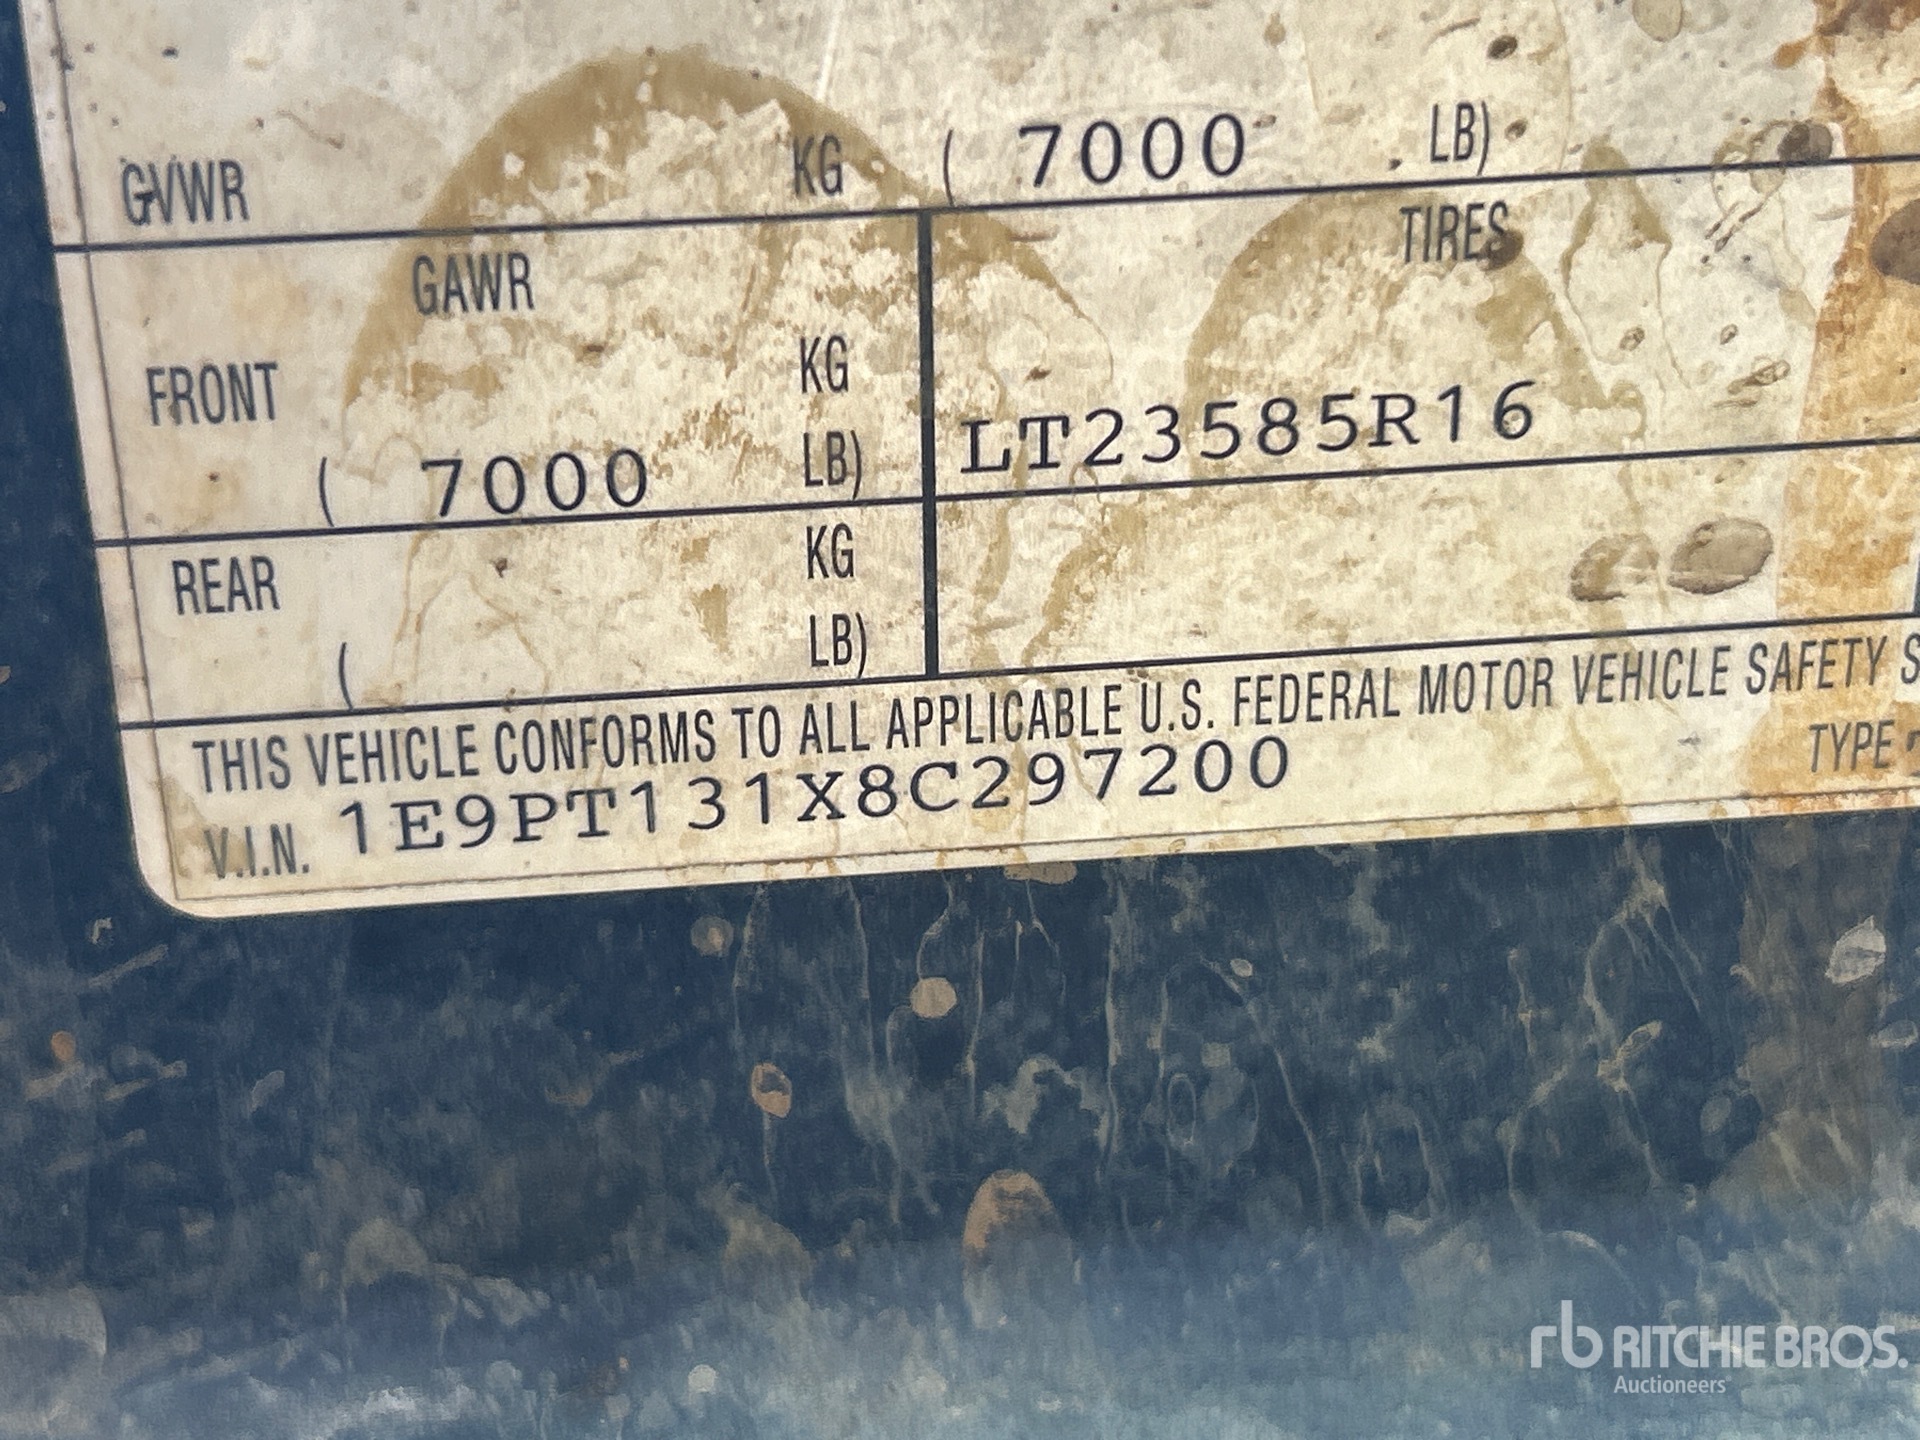 GVWR KG ( 7000 LB)
GAWR TIRES
FRONT KG
( 7000 LB) LT23585R16
REAR KG
( LB)
THIS VEHICLE CONFORMS TO ALL APPLICABLE U.S. FEDERAL MOTOR VEHICLE SAFETY S
V.I.N. 1E9PT131X8C297200 TYPE
rb RITCHIE BROS.
Auctioneers